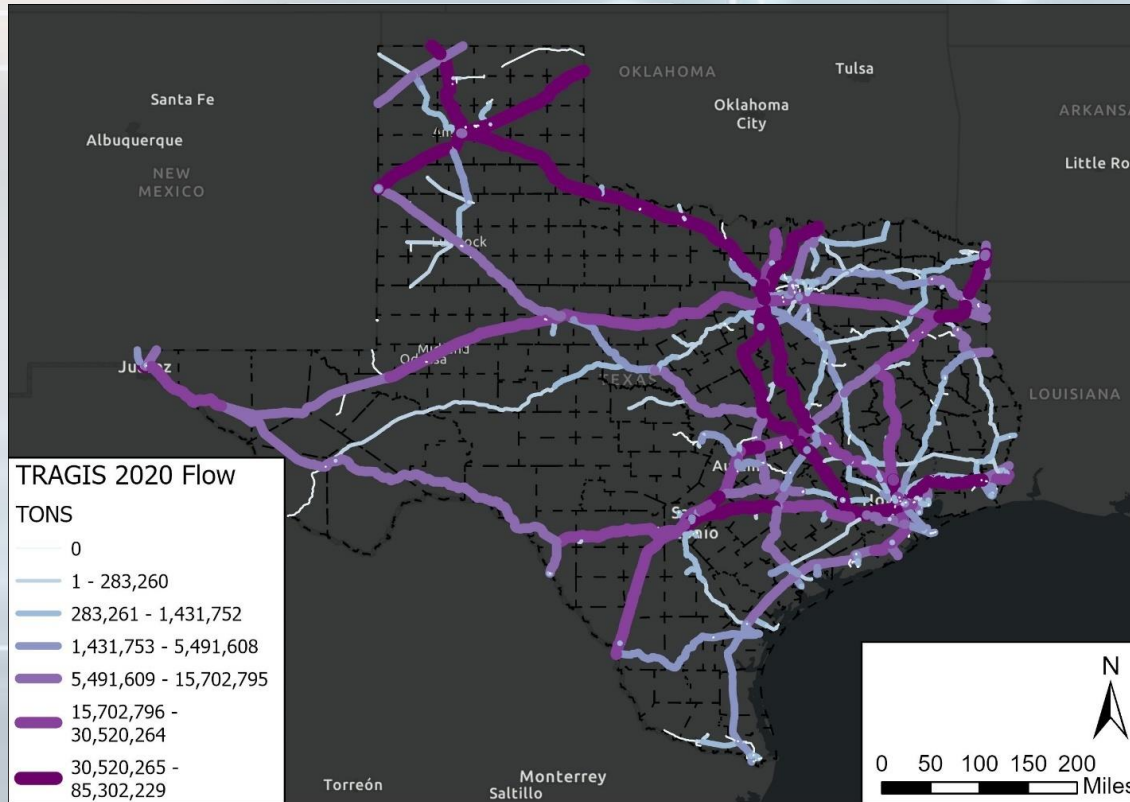 OKLAHOMA
Tulsa
Santa Fe
Oklahoma
City
ARKANSA
Albuquerque
Little Ro
NEW
MEXICO
TEXAS
LOUISIANA
TRAGIS 2020 Flow
TONS
0
1 - 283,260
283,261 - 1,431,752
1,431,753 - 5,491,608
5,491,609 - 15,702,795
15,702,796 -
30,520,264
30,520,265 -
85,302,229
N
0 50 100 150 200
Miles
Torreón
Monterrey
Saltillo